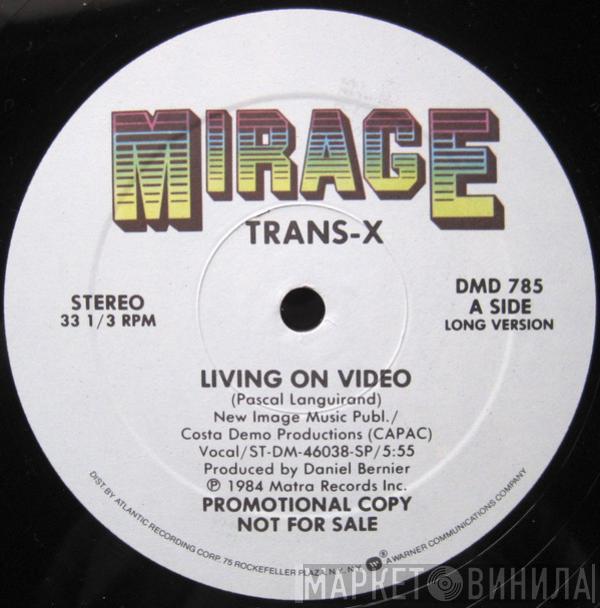 MIRAGE
TRANS-X
STEREO
33 1/3 RPM
DMD 785
A SIDE
LONG VERSION
LIVING ON VIDEO
(Pascal Languirand)
New Image Music Publ./
Costa Demo Productions (CAPAC)
Vocal/ST-DM-46038-SP/5:55
Produced by Daniel Bernier
℗ 1984 Matra Records Inc.
PROMOTIONAL COPY
NOT FOR SALE
DIST. BY ATLANTIC RECORDING CORP. 75 ROCKEFELLER PLAZA, N.Y., N.Y. ® A WARNER COMMUNICATIONS COMPANY
МАРКЕТ ВИНИЛА